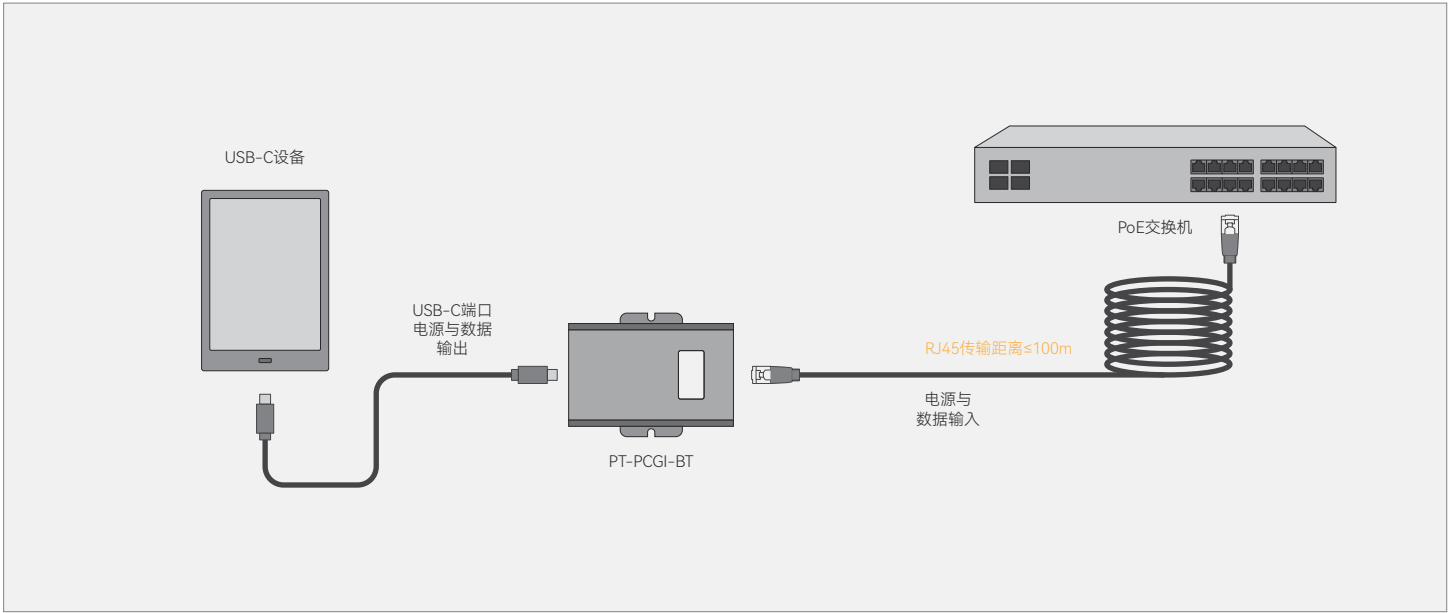 USB-C设备
PoE交换机
USB-C端口
电源与数据
输出
RJ45传输距离≤100m
电源与
数据输入
PT-PCGI-BT